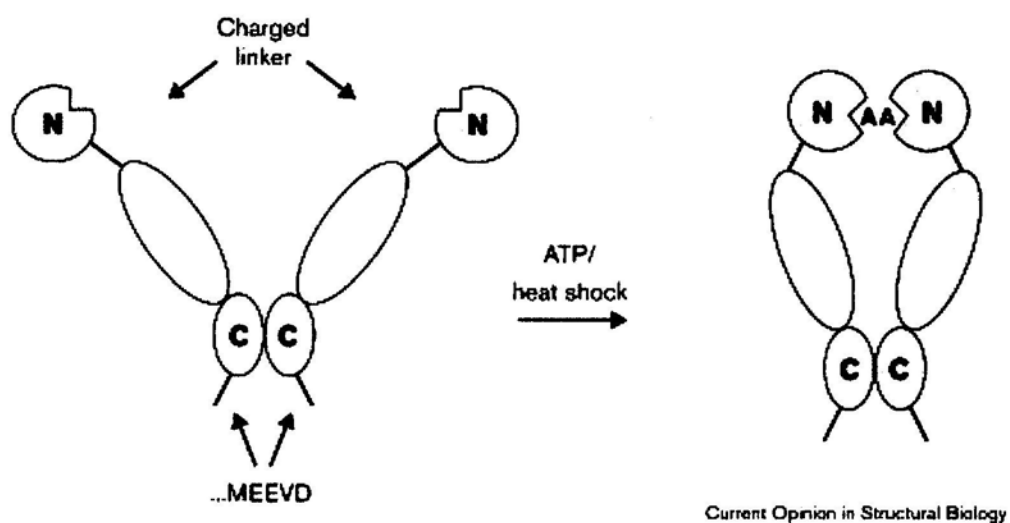 Charged
linker
N
N
N
AA
N
ATP/
heat shock
C
C
C
C
...MEEVD
Current Opinion in Structural Biology